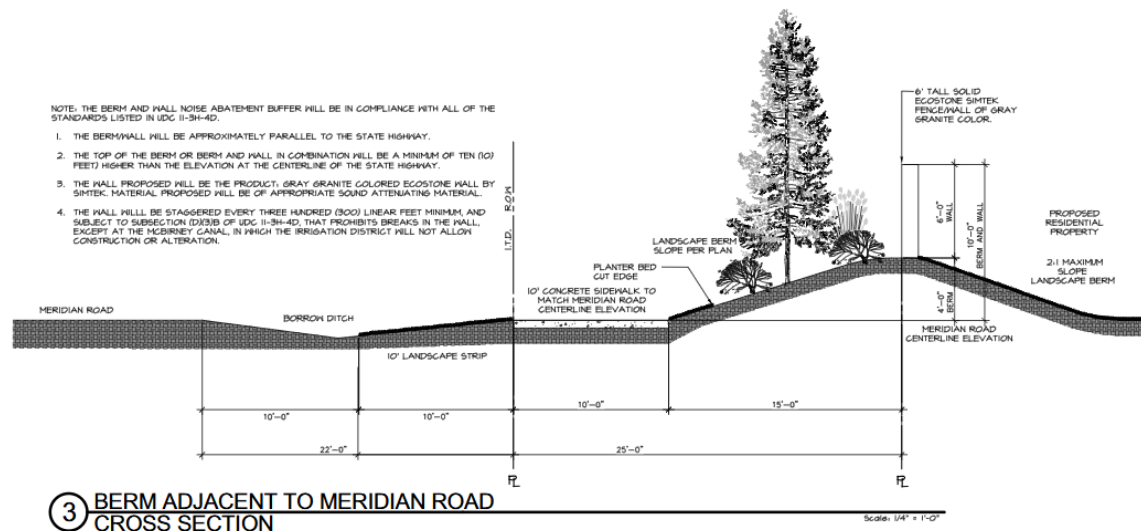 NOTE: THE BERM AND WALL NOISE ABATEMENT BUFFER WILL BE IN COMPLIANCE WITH ALL OF THE
STANDARDS LISTED IN UDC 11-3H-4D.
1. THE BERM/WALL WILL BE APPROXIMATELY PARALLEL TO THE STATE HIGHWAY.
2. THE TOP OF THE BERM OR BERM AND WALL IN COMBINATION WILL BE A MINIMUM OF TEN (10)
FEET) HIGHER THAN THE ELEVATION AT THE CENTERLINE OF THE STATE HIGHWAY.
3. THE WALL PROPOSED WILL BE THE PRODUCT: GRAY GRANITE COLORED ECOSTONE WALL BY
SIMTEK. MATERIAL PROPOSED WILL BE OF APPROPRIATE SOUND ATTENUATING MATERIAL.
4. THE WALL WILLL BE STAGGERED EVERY THREE HUNDRED (300) LINEAR FEET MINIMUM, AND
SUBJECT TO SUBSECTION (D)(3)B OF UDC 11-3H-4D, THAT PROHIBITS BREAKS IN THE WALL,
EXCEPT AT THE MCBIRNEY CANAL, IN WHICH THE IRRIGATION DISTRICT WILL NOT ALLOW
CONSTRUCTION OR ALTERATION.
I.T.D. R.O.W
6' TALL SOLID
ECOSTONE SIMTEK
FENCE/WALL OF GRAY
GRANITE COLOR.
6'-0"
WALL
10'-0"
BERM AND WALL
4'-0"
BERM
PROPOSED
RESIDENTIAL
PROPERTY
2:1 MAXIMUM
SLOPE
LANDSCAPE BERM
LANDSCAPE BERM
SLOPE PER PLAN
PLANTER BED
CUT EDGE
10' CONCRETE SIDEWALK TO
MATCH MERIDIAN ROAD
CENTERLINE ELEVATION
MERIDIAN ROAD
BORROW DITCH
10' LANDSCAPE STRIP
MERIDIAN ROAD
CENTERLINE ELEVATION
10'-0"
10'-0"
10'-0"
15'-0"
22'-0"
25'-0"
PL
PL
3 BERM ADJACENT TO MERIDIAN ROAD
CROSS SECTION
Scale: 1/4" = 1'-0"